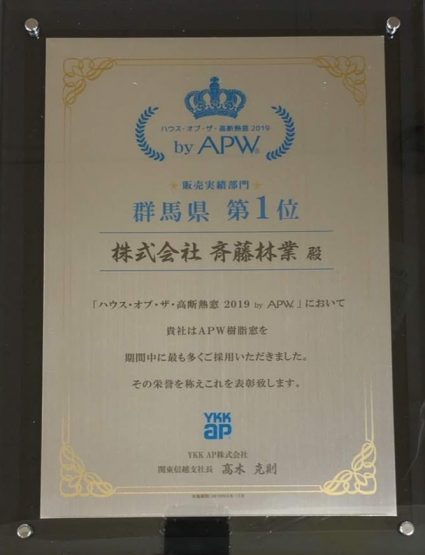 ハウス・オブ・ザ・高断熱窓 2019
by APW®
★ 販売実績部門 ★
群馬県 第1位
株式会社 斉藤林業 殿
「ハウス・オブ・ザ・高断熱窓 2019 by APW® 」において
貴社はAPW樹脂窓を
期間中に最も多くご採用いただきました。
その栄誉を称えこれを表彰致します。
YKK
ap
YKK AP株式会社
関東信越支社長 高木 克則